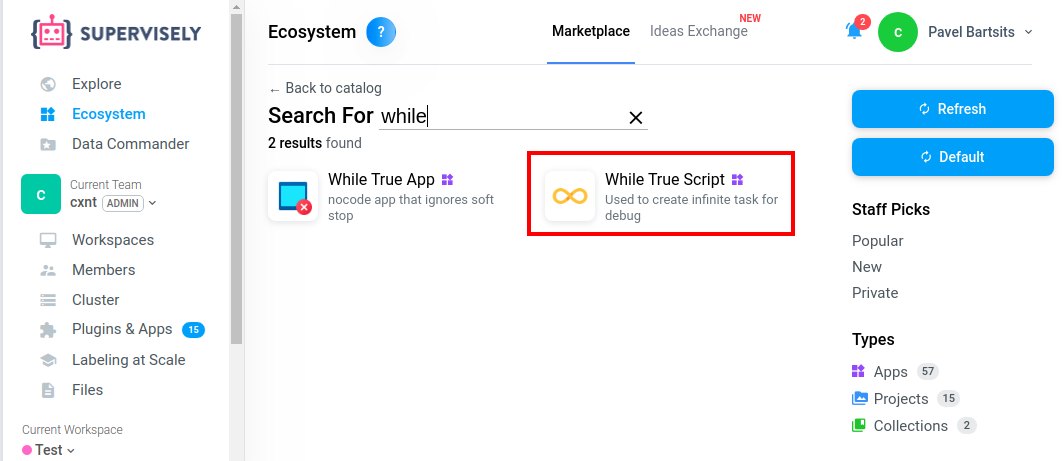 SUPERVISELY
Explore
Ecosystem
Data Commander
C
Current Team
cxnt ADMIN
Workspaces
Members
Cluster
Plugins & Apps 15
Labeling at Scale
Files
Current Workspace
Test
Ecosystem ?
Marketplace
Ideas Exchange
NEW
2
C
Pavel Bartsits
← Back to catalog
Search For while
2 results found
While True App
nocode app that ignores soft
stop
While True Script
Used to create infinite task for
debug
Refresh
Default
Staff Picks
Popular
New
Private
Types
Apps 57
Projects 15
Collections 2